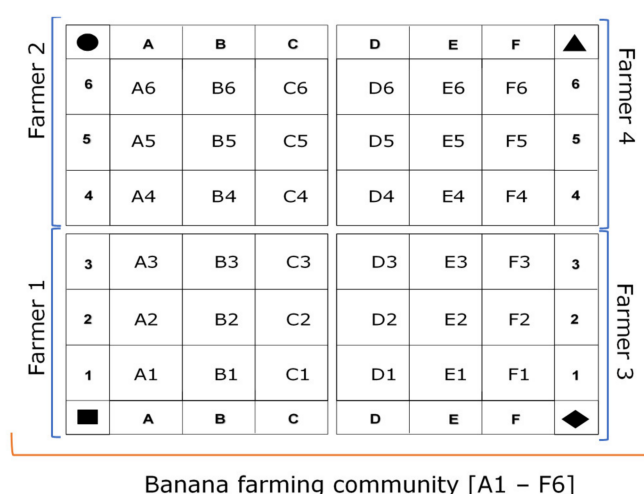 A B C D E F
6 A6 B6 C6 D6 E6 F6 6
5 A5 B5 C5 D5 E5 F5 5
4 A4 B4 C4 D4 E4 F4 4
3 A3 B3 C3 D3 E3 F3 3
2 A2 B2 C2 D2 E2 F2 2
1 A1 B1 C1 D1 E1 F1 1
A B C D E F
Farmer 2
Farmer 4
Farmer 1
Farmer 3
Banana farming community [A1 – F6]